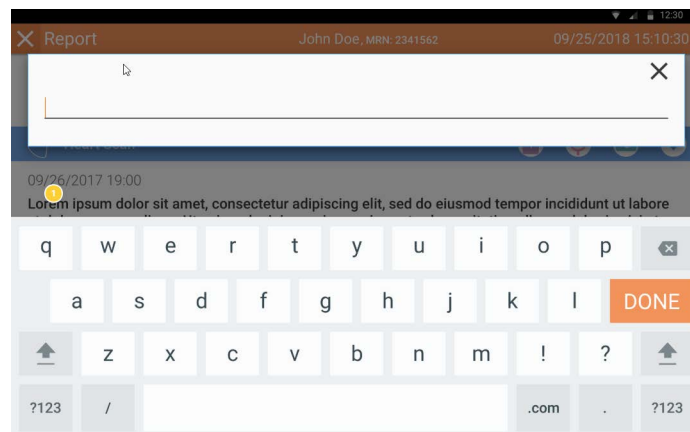 12:30
Report John Doe, MRN: 2341562 09/25/2018 15:10:30
09/26/2017 19:00
1
Lorem ipsum dolor sit amet, consectetur adipiscing elit, sed do eiusmod tempor incididunt ut labore
q w e r t y u i o p
a s d f g h j k l DONE
z x c v b n m ! ?
?123 / .com . ?123